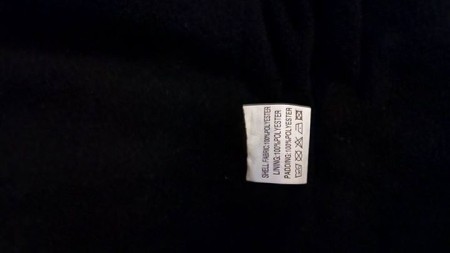 SHELL FABRIC:100%POLYESTER
LINING:100%POLYESTER
PADDING:100%POLYESTER